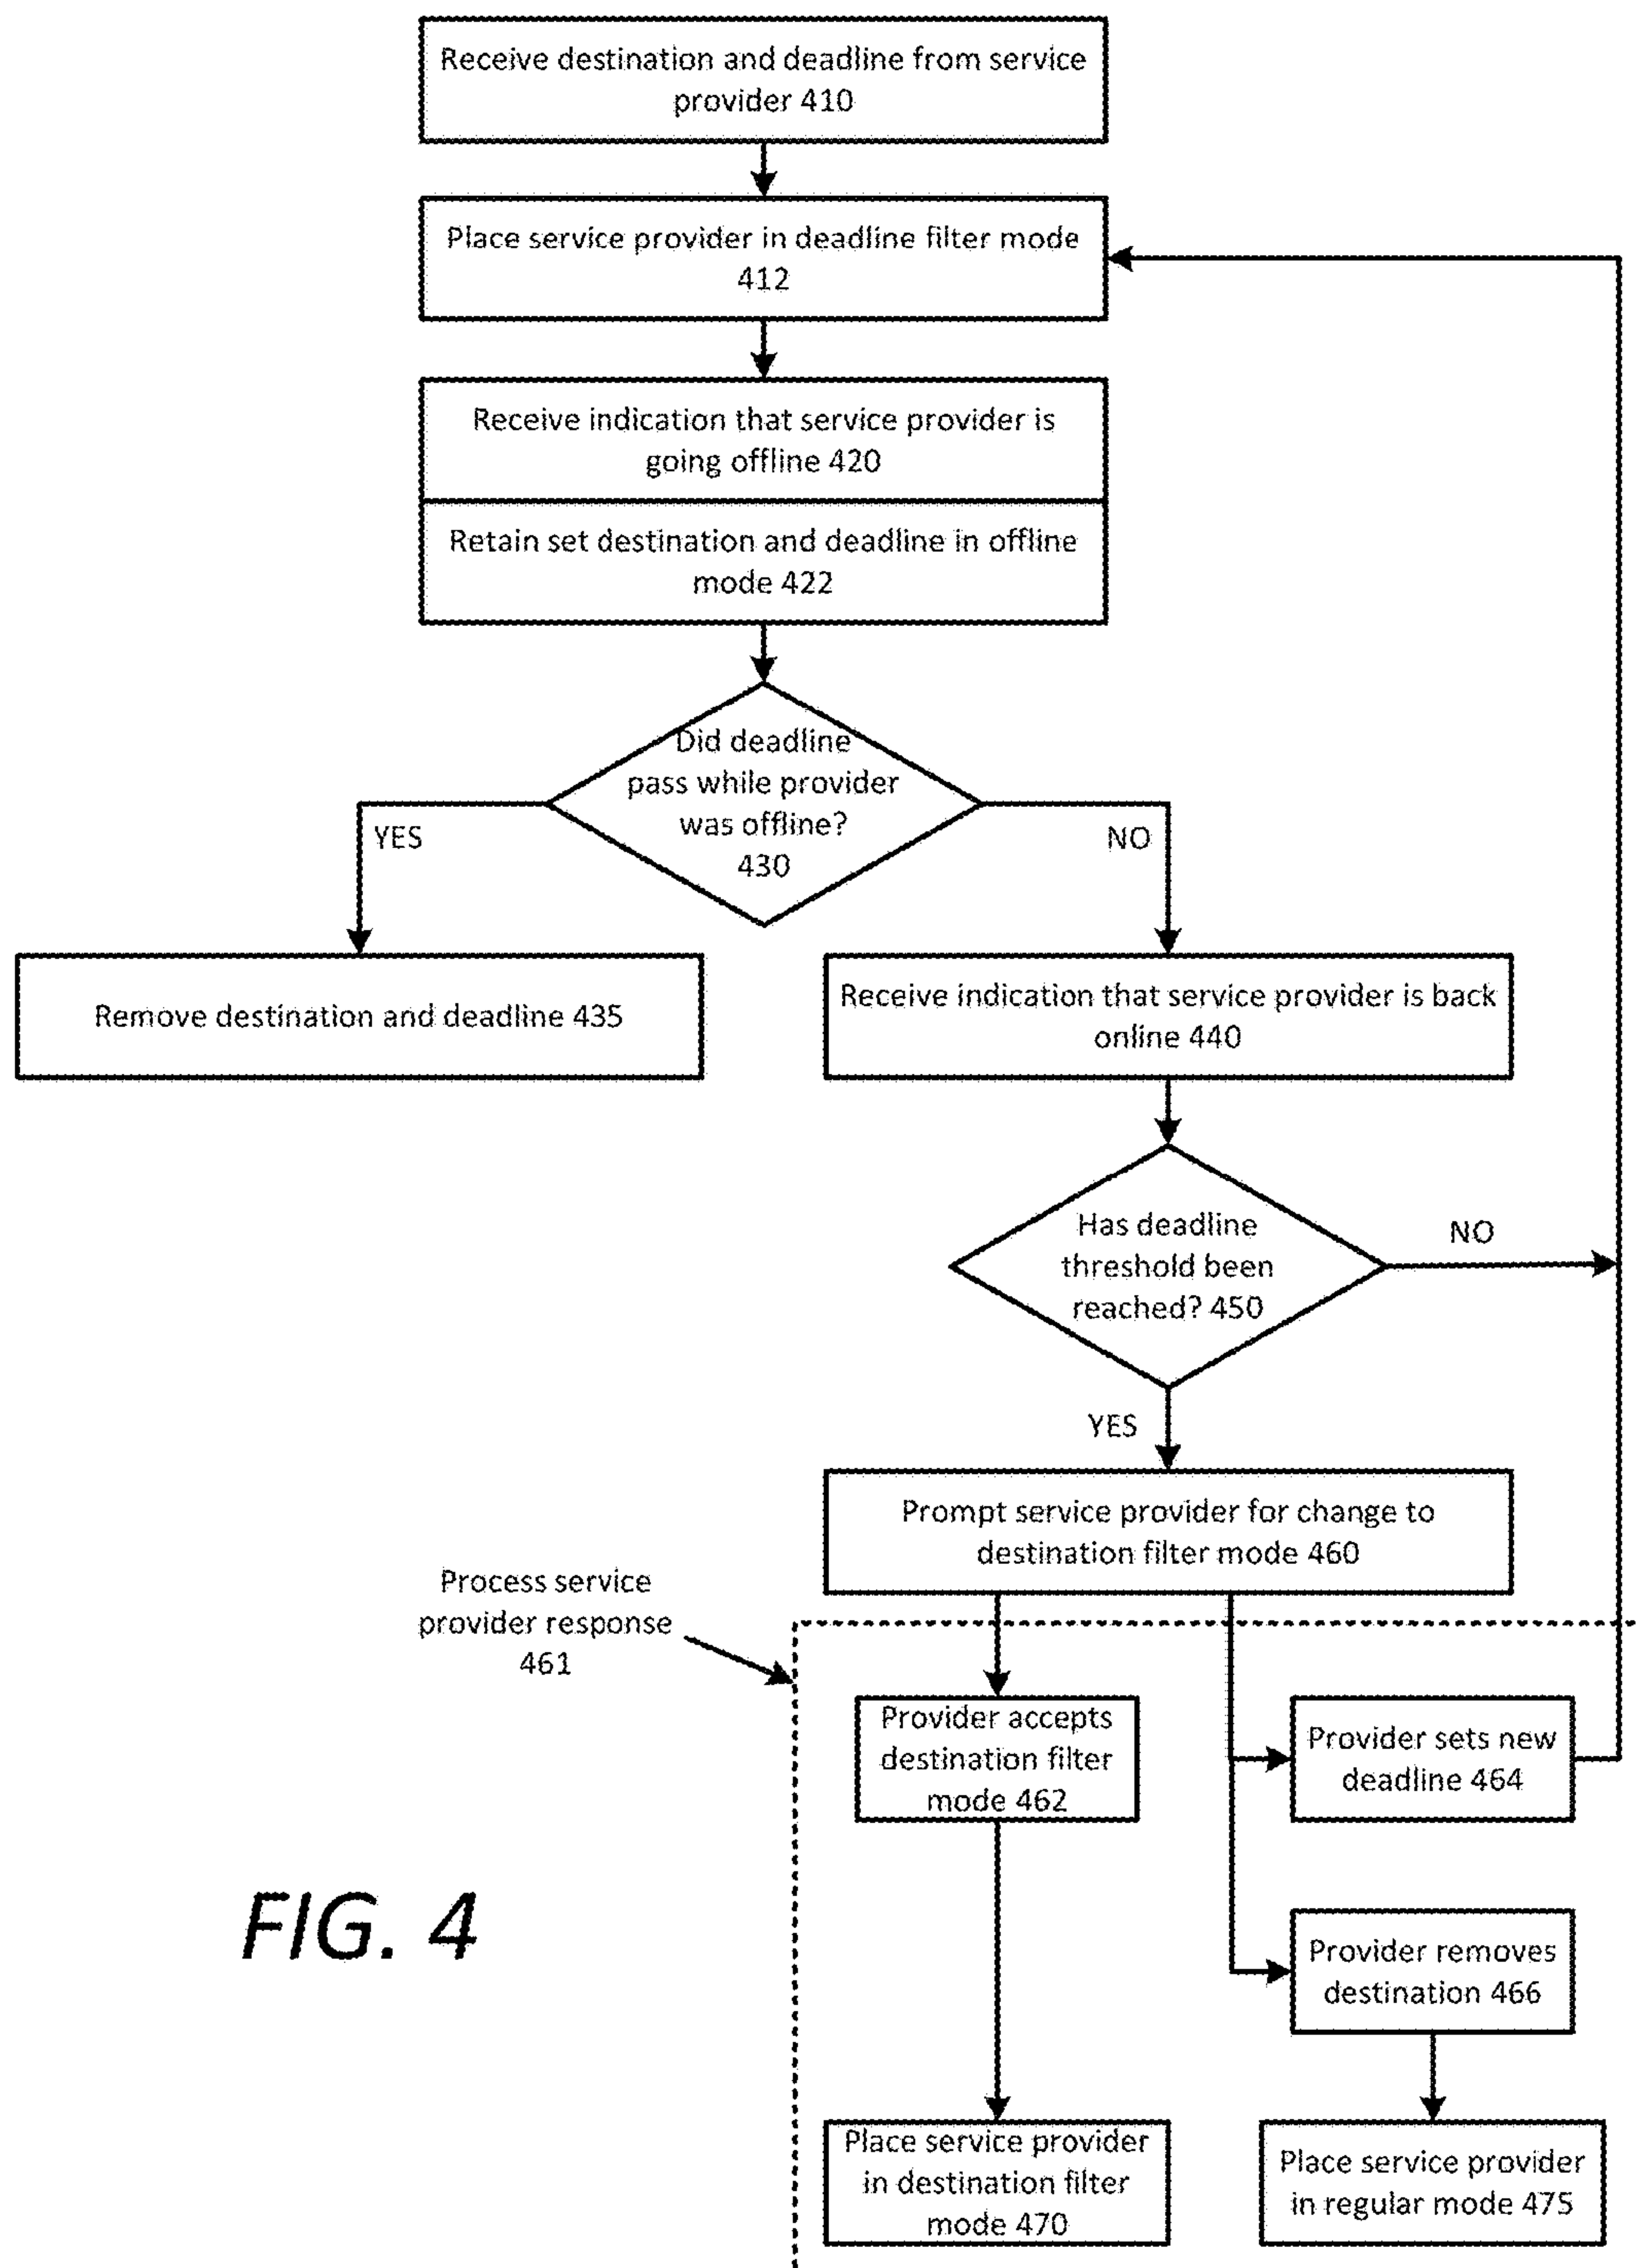 Receive destination and deadline from service
provider 410
Place service provider in deadline filter mode
412
Receive indication that service provider is
going offline 420
Retain set destination and deadline in offline
mode 422
Did deadline
pass while provider
was offline?
430
YES
NO
Remove destination and deadline 435
Receive indication that service provider is back
online 440
Has deadline
threshold been
reached? 450
NO
YES
Prompt service provider for change to
destination filter mode 460
Process service
provider response
461
Provider accepts
destination filter
mode 462
Provider sets new
deadline 464
Provider removes
destination 466
Place service provider
in destination filter
mode 470
Place service provider
in regular mode 475
FIG. 4